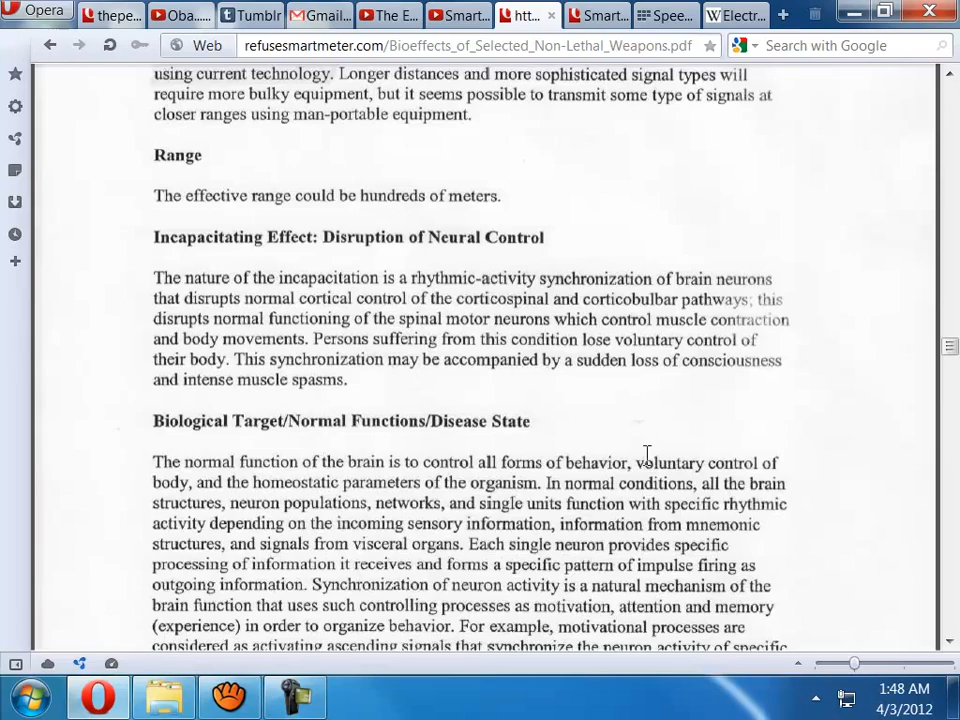 Opera
thepe...
Oba.....
Tumblr
Gmail...
The E...
Smart...
htt...
Smart...
Spee...
Electr...
Web
refusesmartmeter.com/Bioeffects_of_Selected_Non-Lethal_Weapons.pdf
Search with Google
using current technology. Longer distances and more sophisticated signal types will
require more bulky equipment, but it seems possible to transmit some type of signals at
closer ranges using man-portable equipment.
Range
The effective range could be hundreds of meters.
Incapacitating Effect: Disruption of Neural Control
The nature of the incapacitation is a rhythmic-activity synchronization of brain neurons
that disrupts normal cortical control of the corticospinal and corticobulbar pathways; this
disrupts normal functioning of the spinal motor neurons which control muscle contraction
and body movements. Persons suffering from this condition lose voluntary control of
their body. This synchronization may be accompanied by a sudden loss of consciousness
and intense muscle spasms.
Biological Target/Normal Functions/Disease State
The normal function of the brain is to control all forms of behavior, voluntary control of
body, and the homeostatic parameters of the organism. In normal conditions, all the brain
structures, neuron populations, networks, and single units function with specific rhythmic
activity depending on the incoming sensory information, information from mnemonic
structures, and signals from visceral organs. Each single neuron provides specific
processing of information it receives and forms a specific pattern of impulse firing as
outgoing information. Synchronization of neuron activity is a natural mechanism of the
brain function that uses such controlling processes as motivation, attention and memory
(experience) in order to organize behavior. For example, motivational processes are
considered as activating ascending signals that synchronize the neuron activity of specific
1:48 AM
4/3/2012